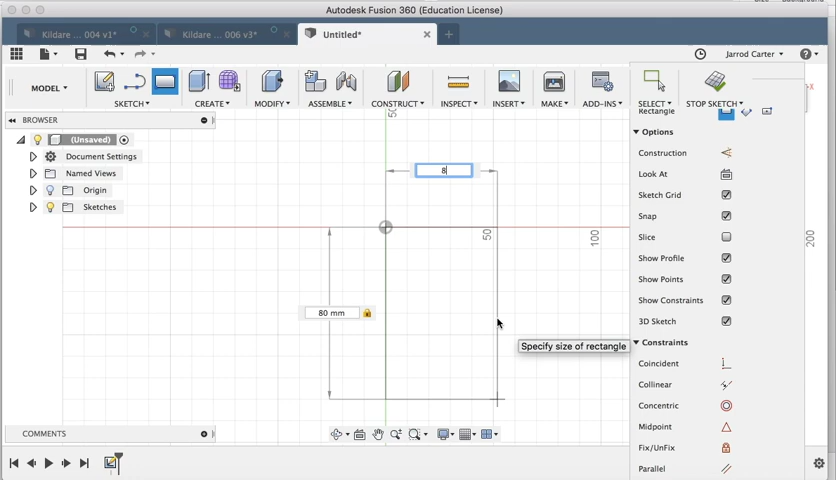 Autodesk Fusion 360 (Education License)
Kildare ... 004 v1*
Kildare ... 006 v3*
Untitled*
Jarrod Carter
MODEL
SKETCH
CREATE
MODIFY
ASSEMBLE
CONSTRUCT
INSPECT
INSERT
MAKE
ADD-INS
SELECT
STOP SKETCH
BROWSER
(Unsaved)
Document Settings
Named Views
Origin
Sketches
8
50
100
200
80 mm
Specify size of rectangle
Rectangle
Options
Construction
Look At
Sketch Grid
Snap
Slice
Show Profile
Show Points
Show Constraints
3D Sketch
Constraints
Coincident
Collinear
Concentric
Midpoint
Fix/UnFix
Parallel
COMMENTS